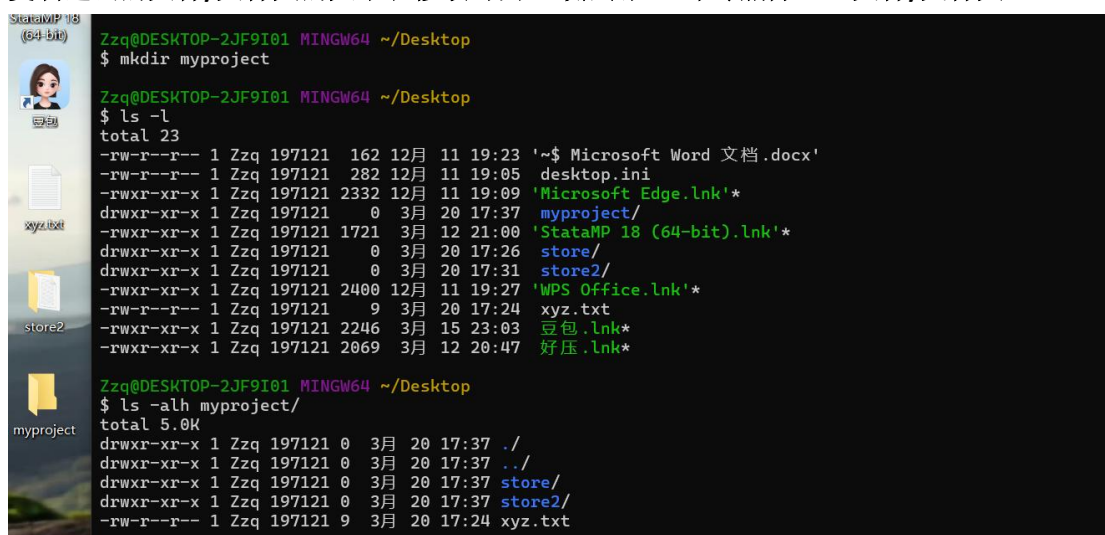 StataMP 18
(64-bit)
豆包
xyz.txt
store2
myproject
Zzq@DESKTOP-2JF9I01 MINGW64 ~/Desktop
$ mkdir myproject
Zzq@DESKTOP-2JF9I01 MINGW64 ~/Desktop
$ ls -l
total 23
-rw-r--r-- 1 Zzq 197121  162 12月 11 19:23 '~$ Microsoft Word 文档.docx'
-rw-r--r-- 1 Zzq 197121  282 12月 11 19:05  desktop.ini
-rwxr-xr-x 1 Zzq 197121 2332 12月 11 19:09 'Microsoft Edge.lnk'*
drwxr-xr-x 1 Zzq 197121    0  3月 20 17:37  myproject/
-rwxr-xr-x 1 Zzq 197121 1721  3月 12 21:00 'StataMP 18 (64-bit).lnk'*
drwxr-xr-x 1 Zzq 197121    0  3月 20 17:26  store/
drwxr-xr-x 1 Zzq 197121    0  3月 20 17:31  store2/
-rwxr-xr-x 1 Zzq 197121 2400 12月 11 19:27 'WPS Office.lnk'*
-rw-r--r-- 1 Zzq 197121    9  3月 20 17:24  xyz.txt
-rwxr-xr-x 1 Zzq 197121 2246  3月 15 23:03  豆包.lnk*
-rwxr-xr-x 1 Zzq 197121 2069  3月 12 20:47  好压.lnk*
Zzq@DESKTOP-2JF9I01 MINGW64 ~/Desktop
$ ls -alh myproject/
total 5.0K
drwxr-xr-x 1 Zzq 197121 0  3月 20 17:37 ./
drwxr-xr-x 1 Zzq 197121 0  3月 20 17:37 ../
drwxr-xr-x 1 Zzq 197121 0  3月 20 17:37 store/
drwxr-xr-x 1 Zzq 197121 0  3月 20 17:37 store2/
-rw-r--r-- 1 Zzq 197121 9  3月 20 17:24 xyz.txt